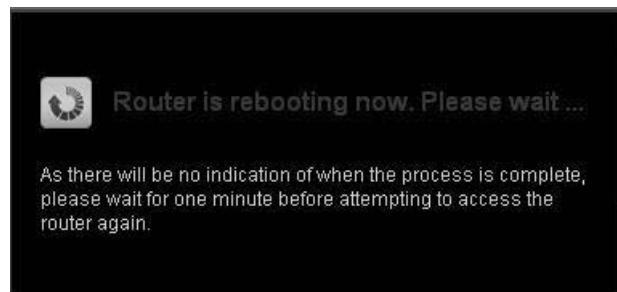 Router is rebooting now. Please wait ...
As there will be no indication of when the process is complete,
please wait for one minute before attempting to access the
router again.